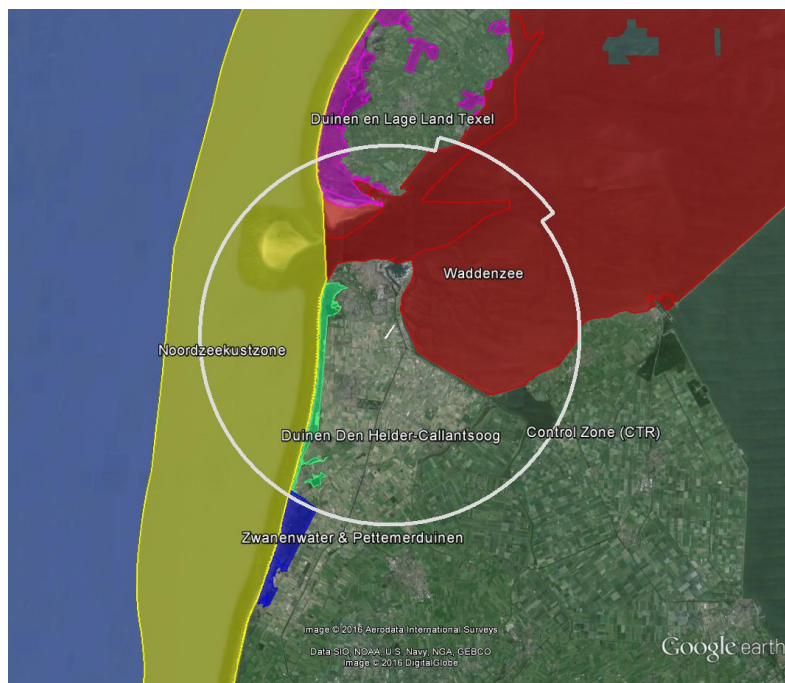 Duinen en Lage Land Texel
Waddenzee
Noordzeekustzone
Control Zone (CTR)
Duinen Den Helder-Callantsoog
Zwanenwater & Pettemerduinen
Image © 2016 Aerodata International Surveys
Data SIO, NOAA, U.S. Navy, NGA, GEBCO
Image © 2016 DigitalGlobe
Google earth